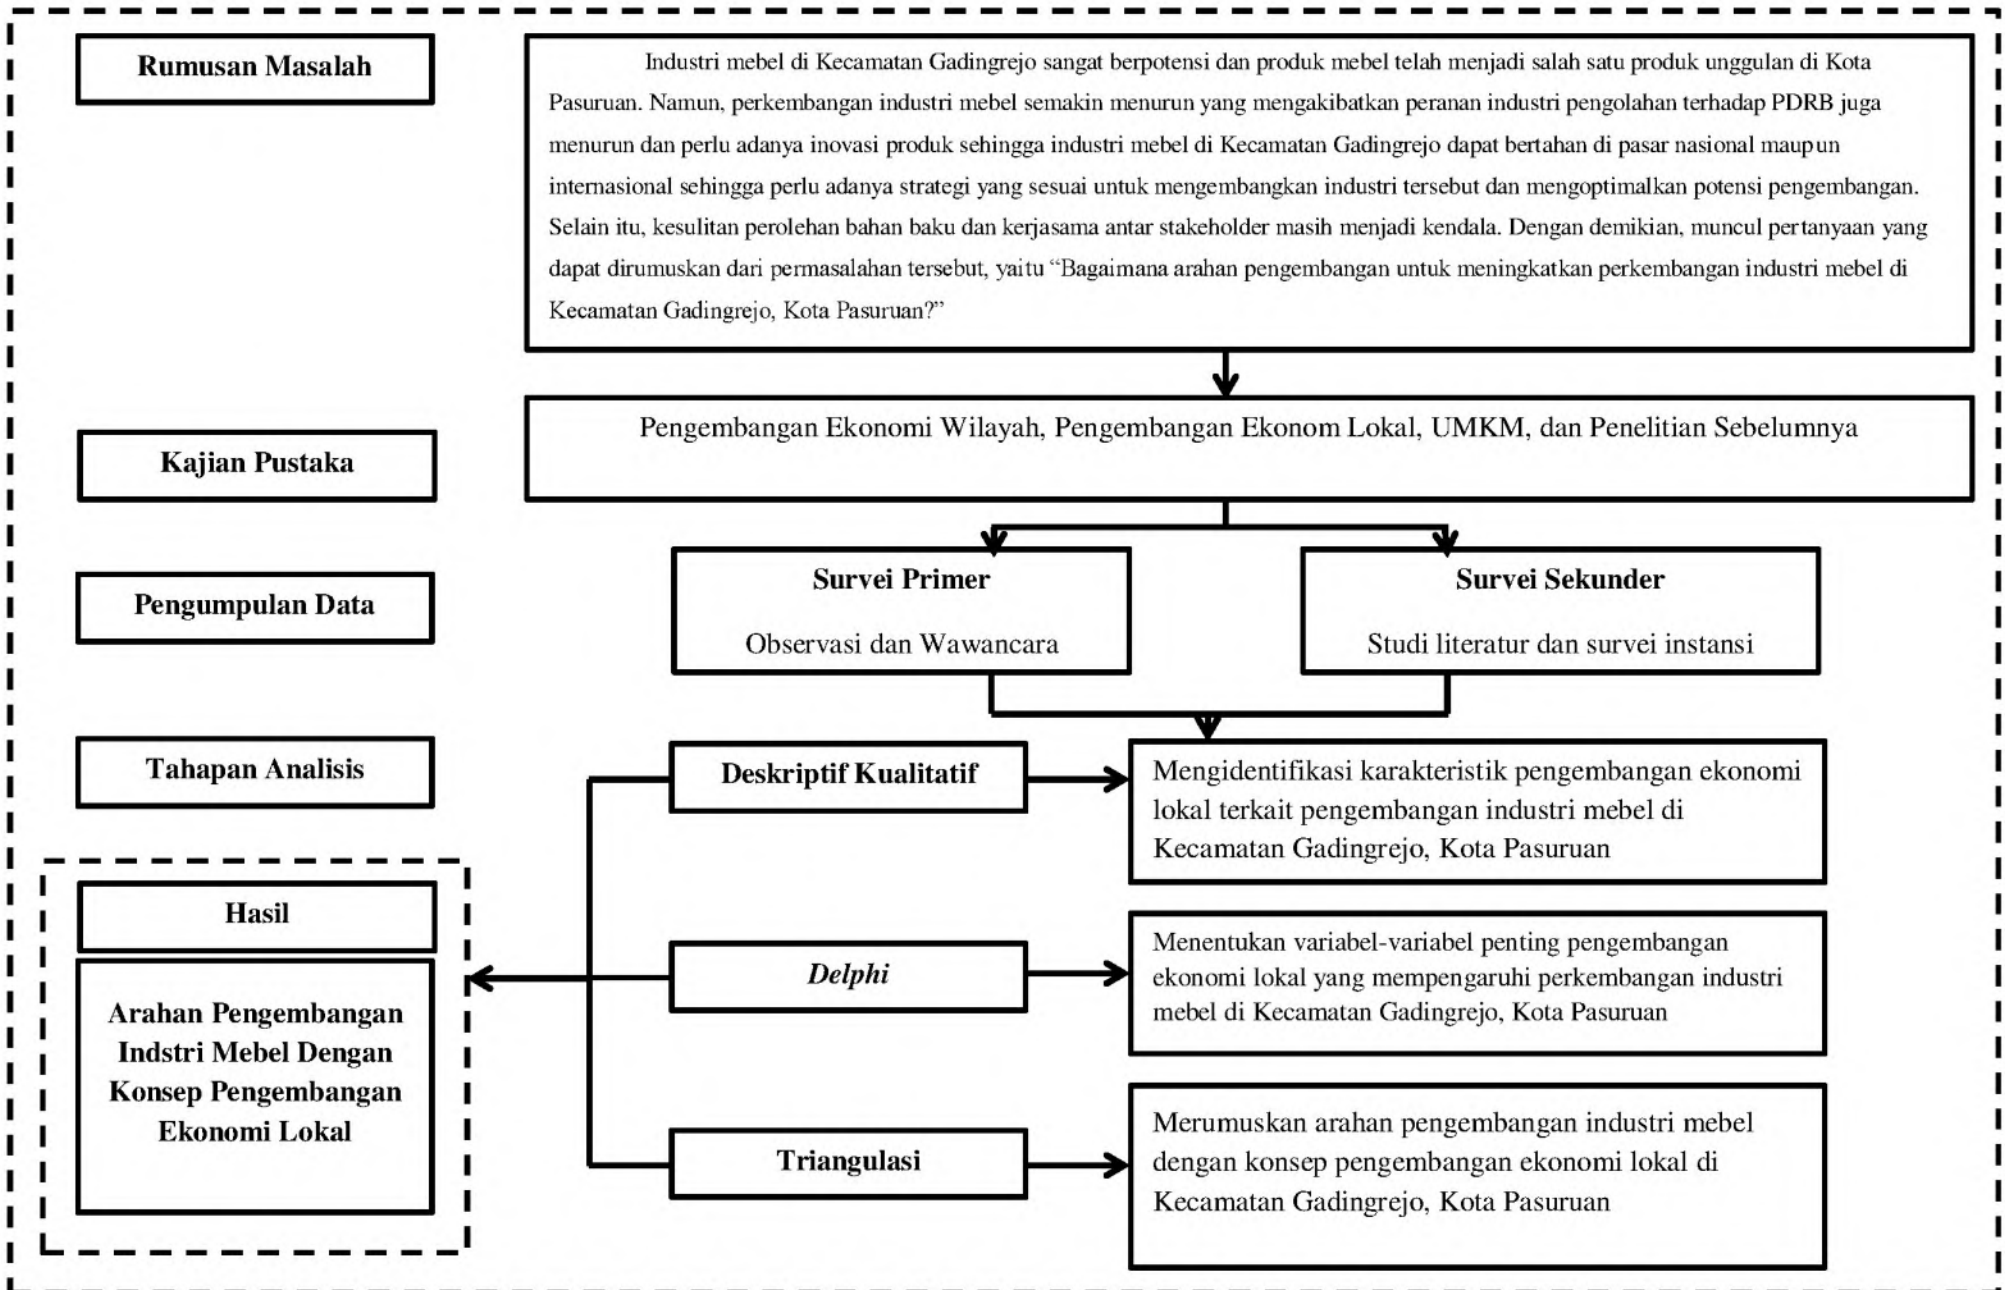 Rumusan Masalah
Industri mebel di Kecamatan Gadingrejo sangat berpotensi dan produk mebel telah menjadi salah satu produk unggulan di Kota
Pasuruan. Namun, perkembangan industri mebel semakin menurun yang mengakibatkan peranan industri pengolahan terhadap PDRB juga
menurun dan perlu adanya inovasi produk sehingga industri mebel di Kecamatan Gadingrejo dapat bertahan di pasar nasional maupun
internasional sehingga perlu adanya strategi yang sesuai untuk mengembangkan industri tersebut dan mengoptimalkan potensi pengembangan.
Selain itu, kesulitan perolehan bahan baku dan kerjasama antar stakeholder masih menjadi kendala. Dengan demikian, muncul pertanyaan yang
dapat dirumuskan dari permasalahan tersebut, yaitu “Bagaimana arahan pengembangan untuk meningkatkan perkembangan industri mebel di
Kecamatan Gadingrejo, Kota Pasuruan?”
Kajian Pustaka
Pengembangan Ekonomi Wilayah, Pengembangan Ekonom Lokal, UMKM, dan Penelitian Sebelumnya
Pengumpulan Data
Survei Primer
Observasi dan Wawancara
Survei Sekunder
Studi literatur dan survei instansi
Tahapan Analisis
Deskriptif Kualitatif
Mengidentifikasi karakteristik pengembangan ekonomi
lokal terkait pengembangan industri mebel di
Kecamatan Gadingrejo, Kota Pasuruan
Delphi
Menentukan variabel-variabel penting pengembangan
ekonomi lokal yang mempengaruhi perkembangan industri
mebel di Kecamatan Gadingrejo, Kota Pasuruan
Triangulasi
Merumuskan arahan pengembangan industri mebel
dengan konsep pengembangan ekonomi lokal di
Kecamatan Gadingrejo, Kota Pasuruan
Hasil
Arahan Pengembangan
Indstri Mebel Dengan
Konsep Pengembangan
Ekonomi Lokal